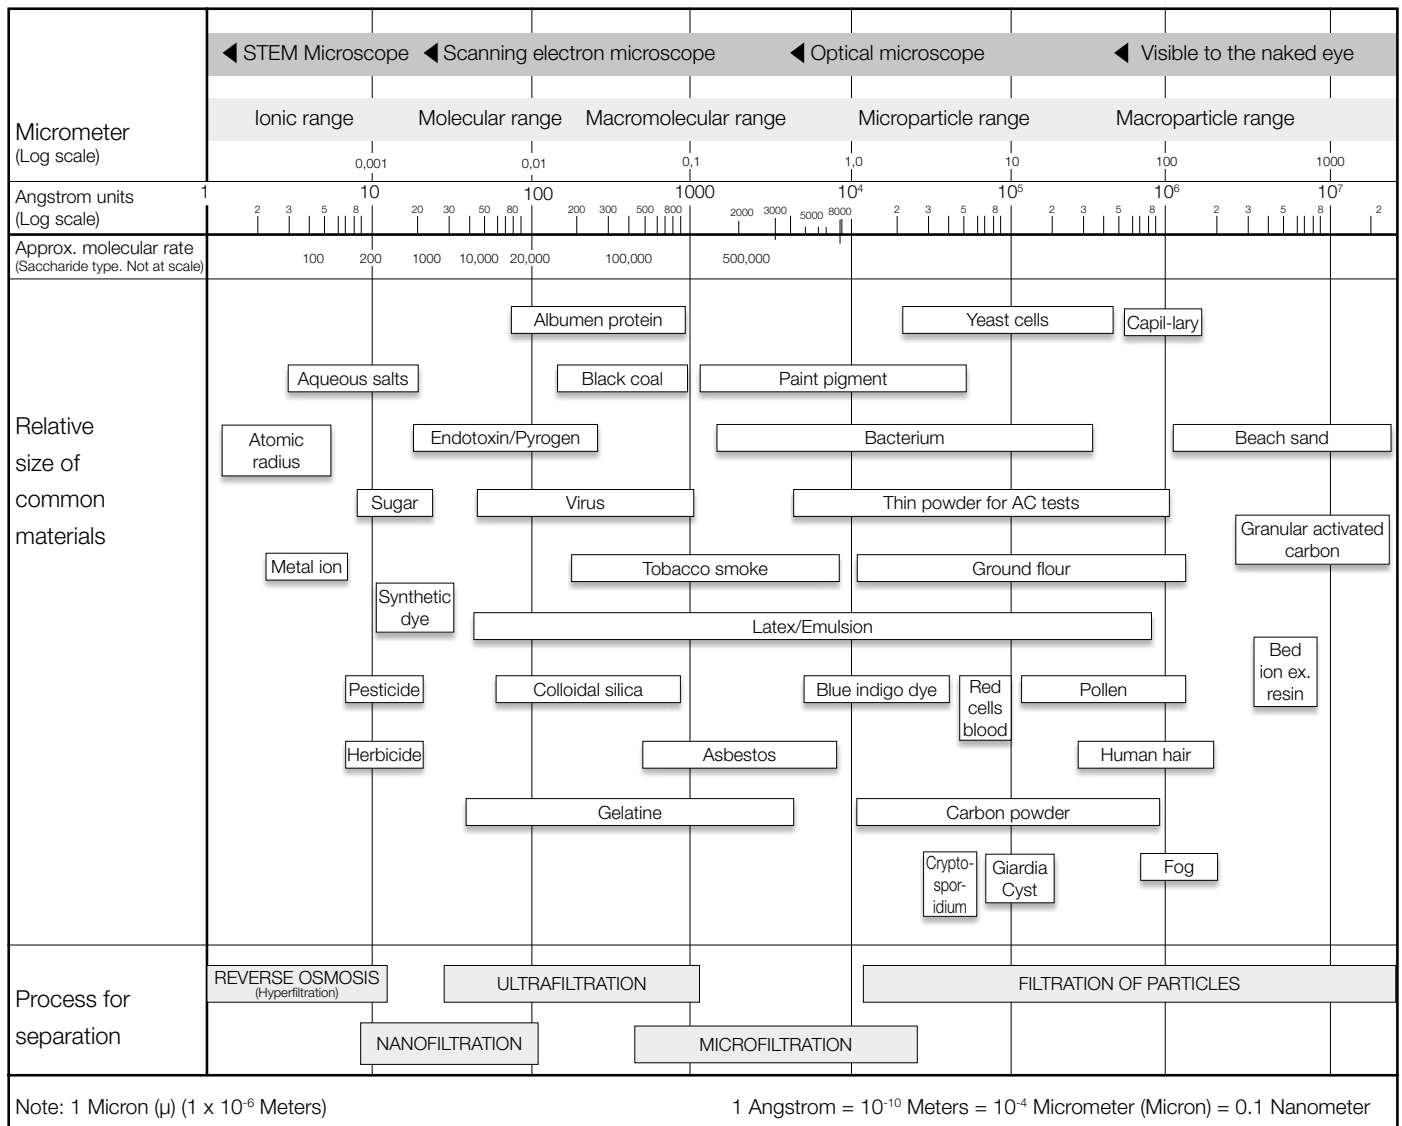 STEM Microscope Scanning electron microscope Optical microscope Visible to the naked eye
Ionic range Molecular range Macromolecular range Microparticle range Macroparticle range
Micrometer
(Log scale)
0,001 0,01 0,1 1,0 10 100 1000
Angstrom units
(Log scale)
1 10 100 1000 10⁴ 10⁵ 10⁶ 10⁷
2 3 5 8 20 30 50 80 200 300 500 800 2000 3000 5000 8000 2 3 5 8 2 3 5 8 2 3 5 8 2
Approx. molecular rate
(Saccharide type. Not at scale)
100 200 1000 10,000 20,000 100,000 500,000
Relative
size of
common
materials
Albumen protein
Yeast cells
Capil-lary
Aqueous salts
Black coal
Paint pigment
Atomic
radius
Endotoxin/Pyrogen
Bacterium
Beach sand
Sugar
Virus
Thin powder for AC tests
Granular activated
carbon
Metal ion
Tobacco smoke
Ground flour
Synthetic
dye
Latex/Emulsion
Bed
ion ex.
resin
Pesticide
Colloidal silica
Blue indigo dye
Red
cells
blood
Pollen
Herbicide
Asbestos
Human hair
Gelatine
Carbon powder
Crypto-
spor-
idium
Giardia
Cyst
Fog
Process for
separation
REVERSE OSMOSIS
(Hyperfiltration)
ULTRAFILTRATION
FILTRATION OF PARTICLES
NANOFILTRATION
MICROFILTRATION
Note: 1 Micron (µ) (1 x 10⁻⁶ Meters)
1 Angstrom = 10⁻¹⁰ Meters = 10⁻⁴ Micrometer (Micron) = 0.1 Nanometer